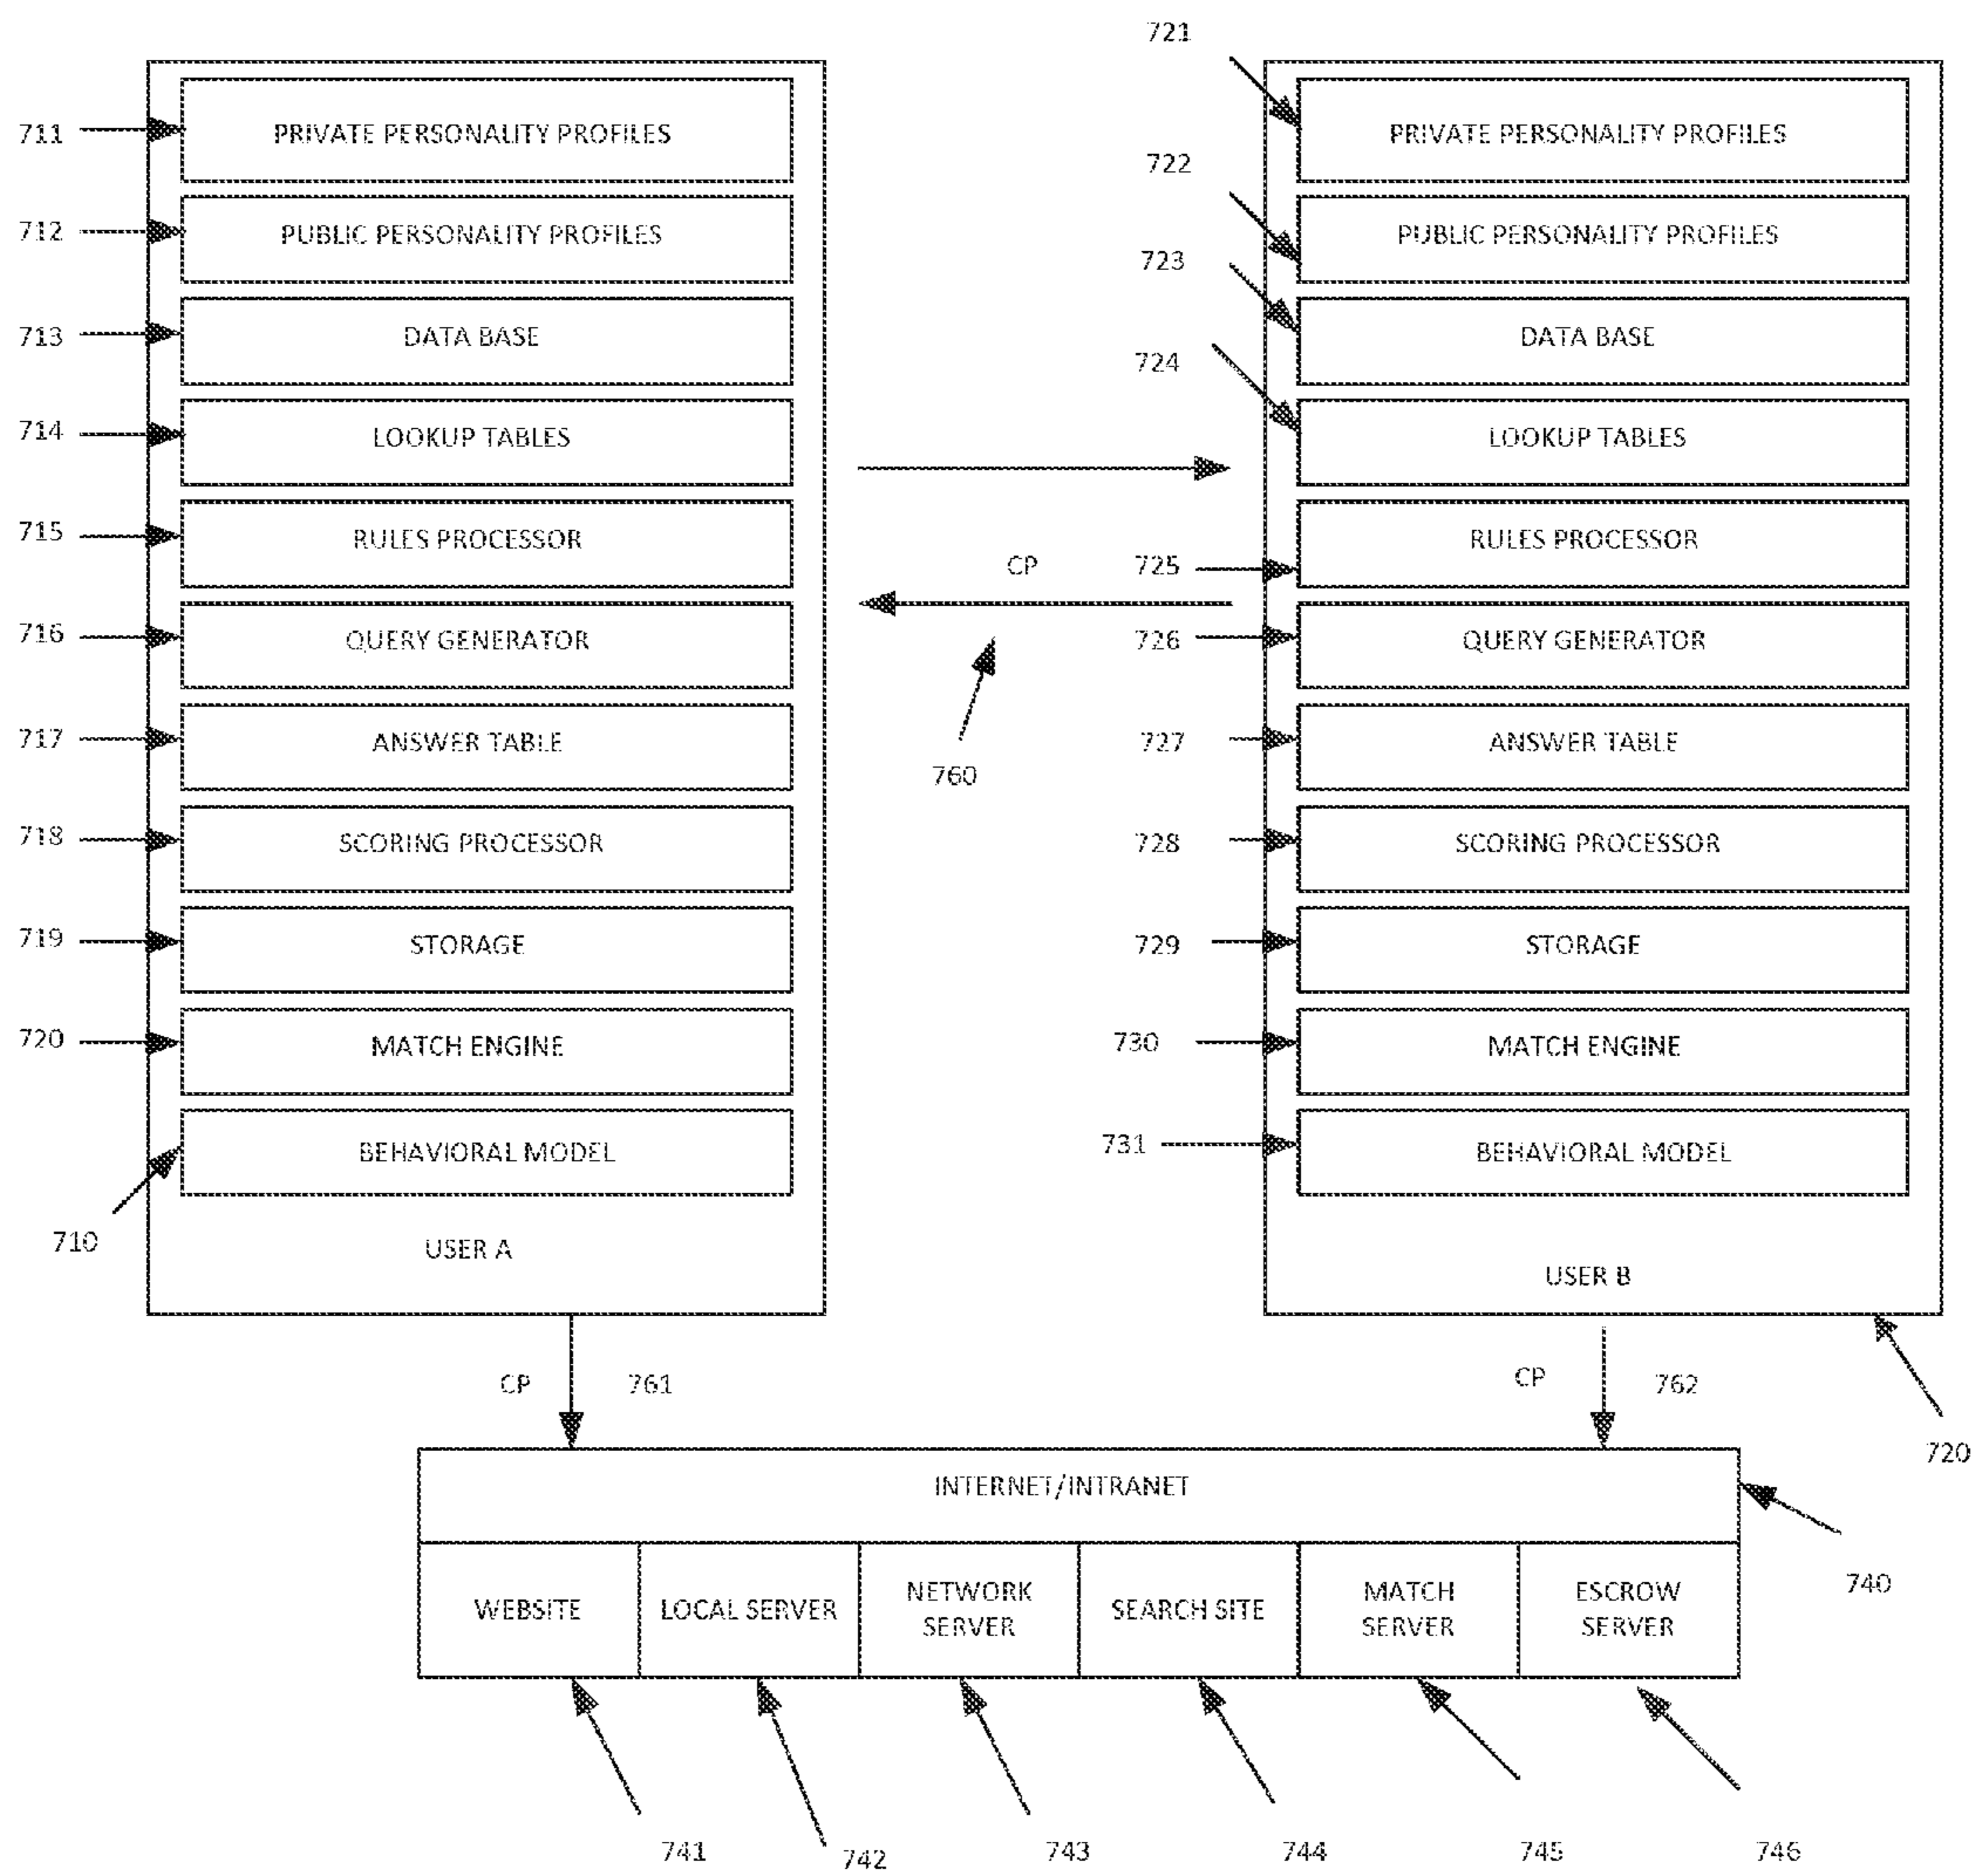 721
711 PRIVATE PERSONALITY PROFILES
PRIVATE PERSONALITY PROFILES
722
712 PUBLIC PERSONALITY PROFILES
PUBLIC PERSONALITY PROFILES
723
713 DATA BASE
DATA BASE
724
714 LOOKUP TABLES
LOOKUP TABLES
715 RULES PROCESSOR
RULES PROCESSOR
CP
725
716 QUERY GENERATOR
726 QUERY GENERATOR
717 ANSWER TABLE
727 ANSWER TABLE
760
718 SCORING PROCESSOR
728 SCORING PROCESSOR
719 STORAGE
729 STORAGE
720 MATCH ENGINE
730 MATCH ENGINE
BEHAVIORAL MODEL
731 BEHAVIORAL MODEL
710
USER A
USER B
CP 761
CP 762
720
INTERNET/INTRANET
740
WEBSITE
LOCAL SERVER
NETWORK
SERVER
SEARCH SITE
MATCH
SERVER
ESCROW
SERVER
741
742
743
744
745
746